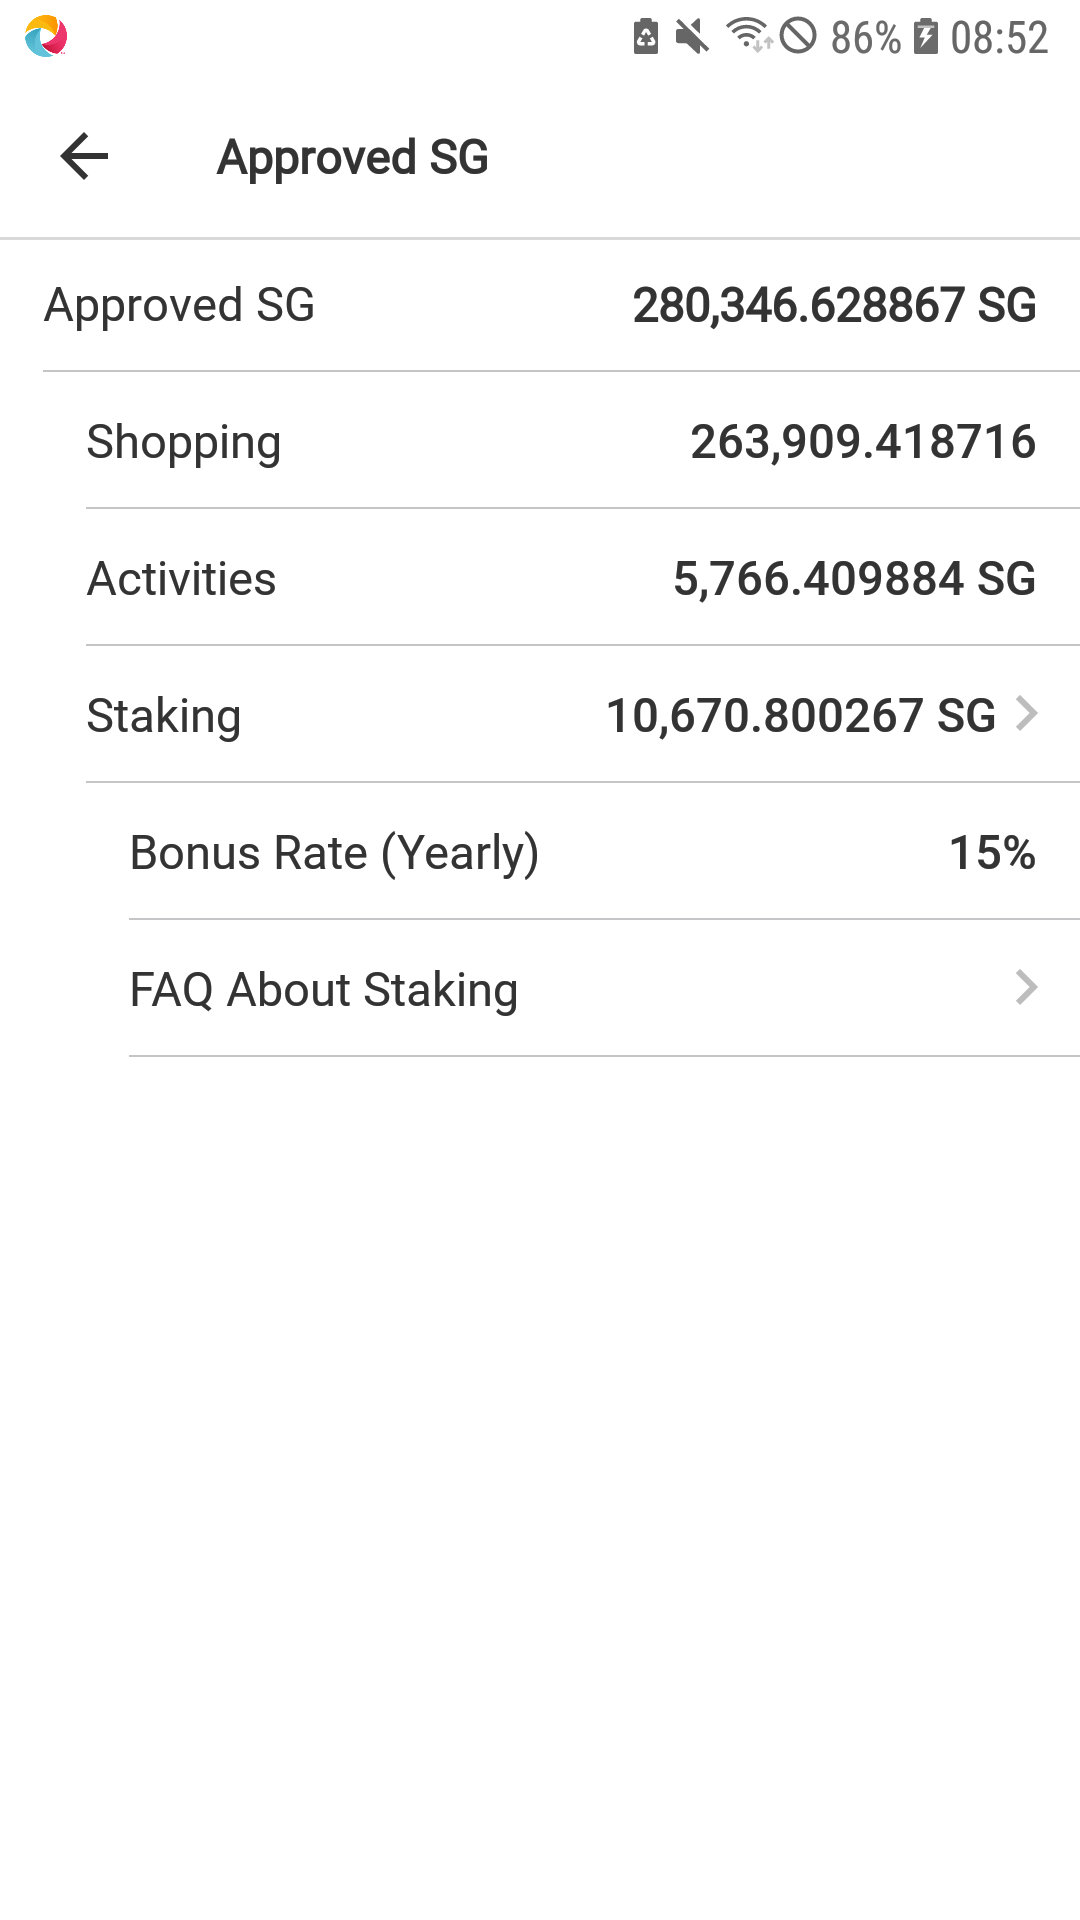 86% 08:52
Approved SG
Approved SG 280,346.628867 SG
Shopping 263,909.418716
Activities 5,766.409884 SG
Staking 10,670.800267 SG
Bonus Rate (Yearly) 15%
FAQ About Staking